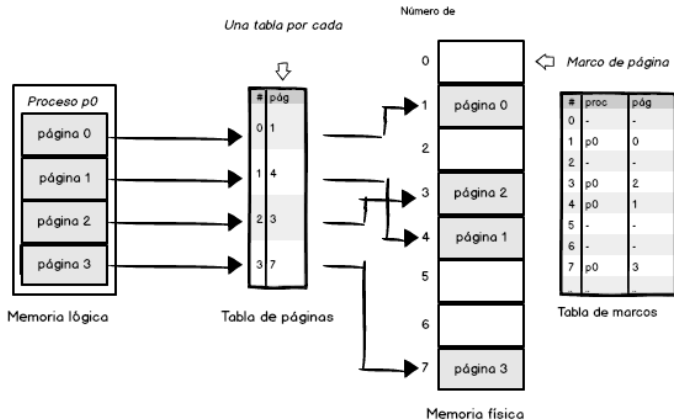 Número de
Una tabla por cada
Marco de página
Proceso p0
página 0
página 1
página 2
página 3
Memoria lógica
# pág
0 1
1 4
2 3
3 7
Tabla de páginas
0
1 página 0
2
3 página 2
4 página 1
5
6
7 página 3
Memoria física
# proc pág
0 - -
1 p0 0
2 - -
3 p0 2
4 p0 1
5 - -
6 - -
7 p0 3
.. .. ..
Tabla de marcos